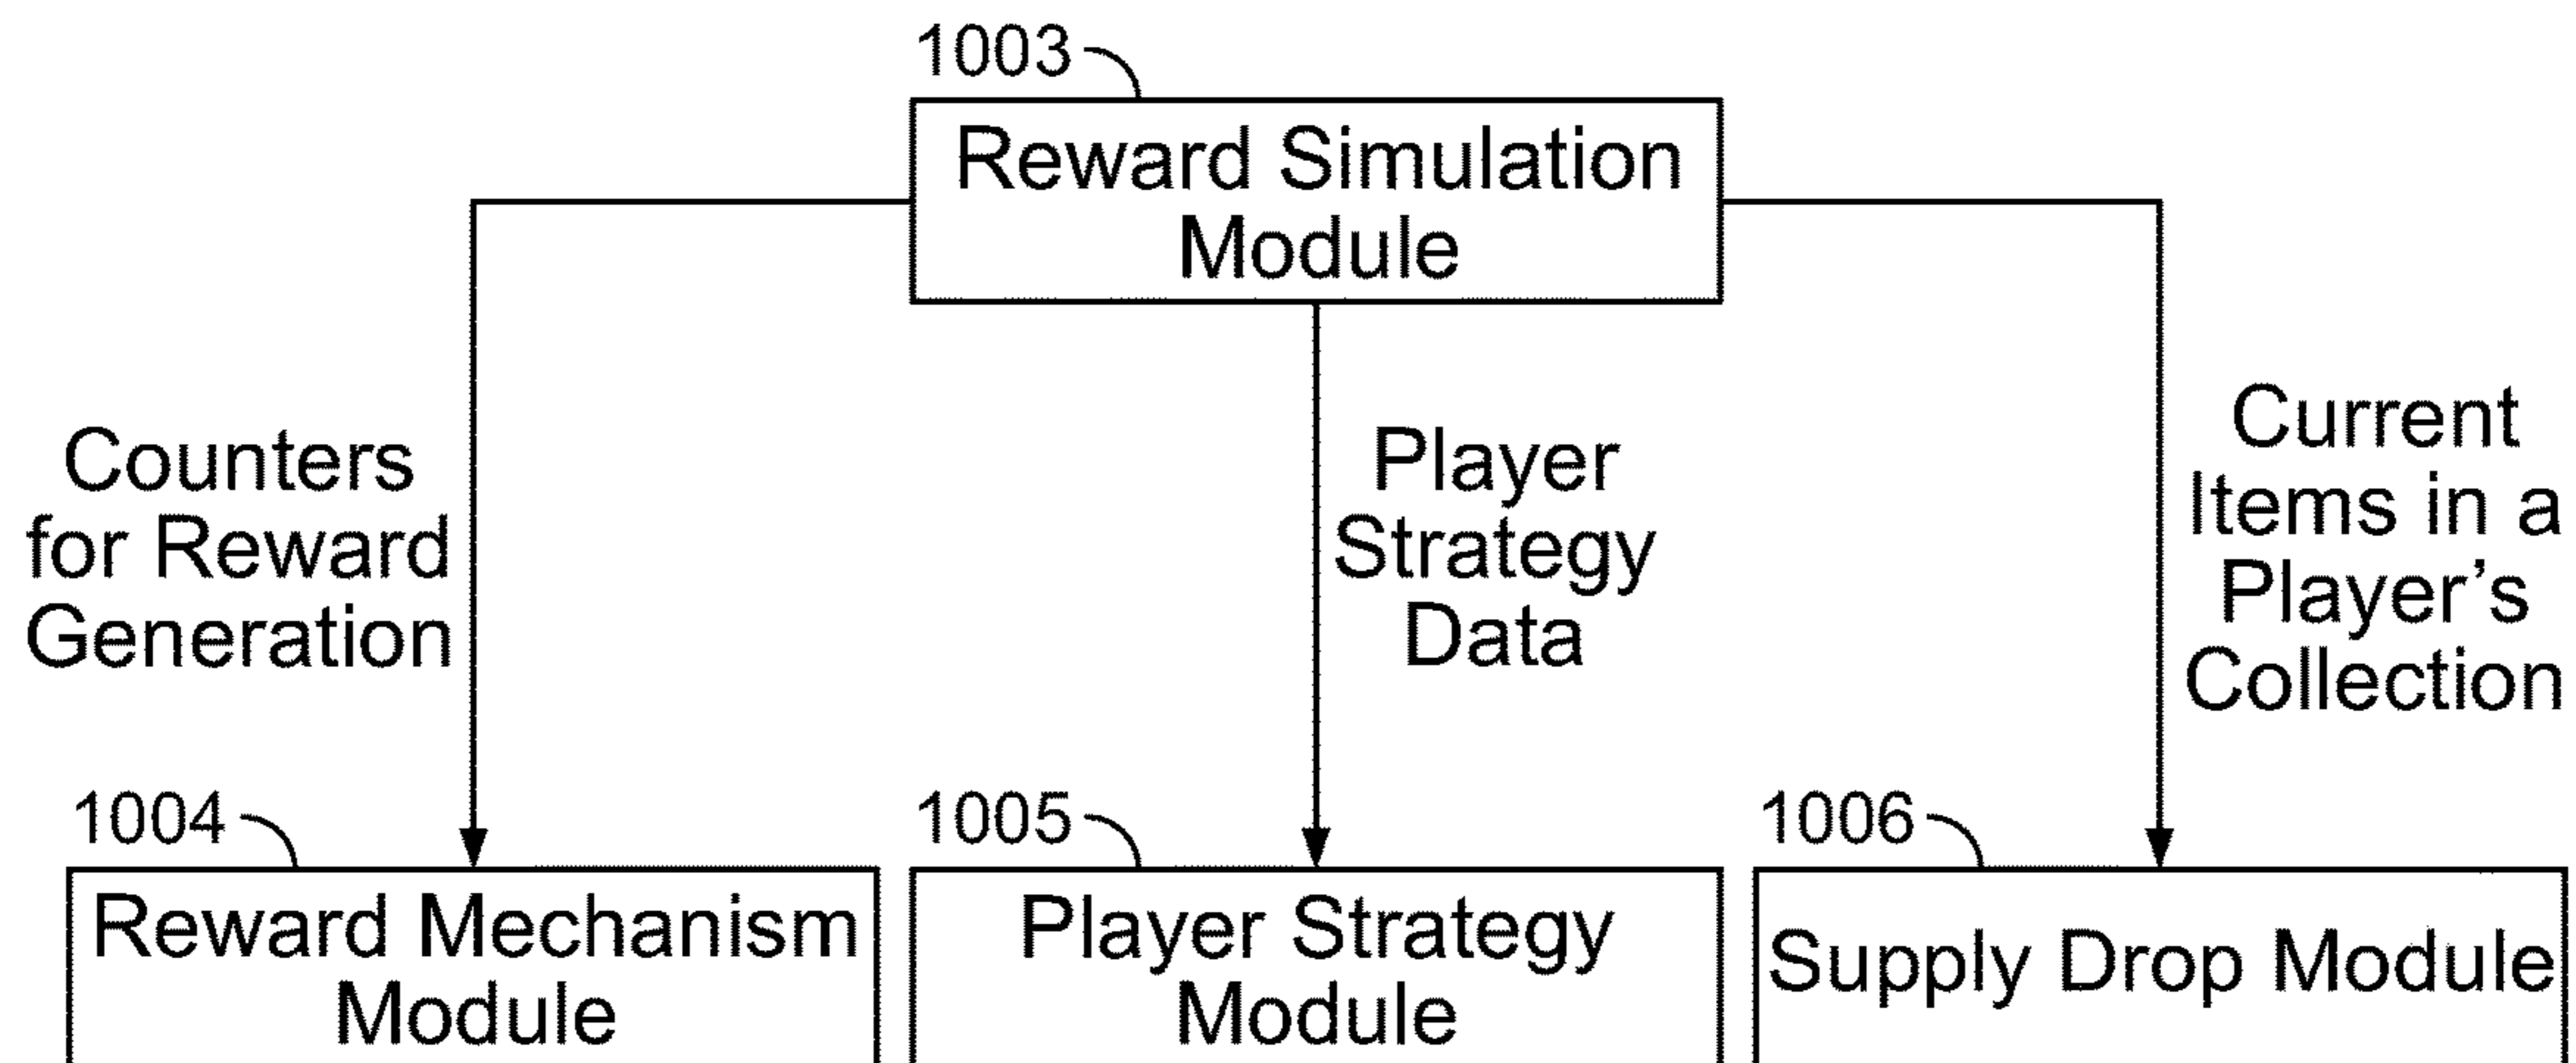 1003
Reward Simulation
Module
Counters
for Reward
Generation
Player
Strategy
Data
Current
Items in a
Player’s
Collection
1004
Reward Mechanism
Module
1005
Player Strategy
Module
1006
Supply Drop Module